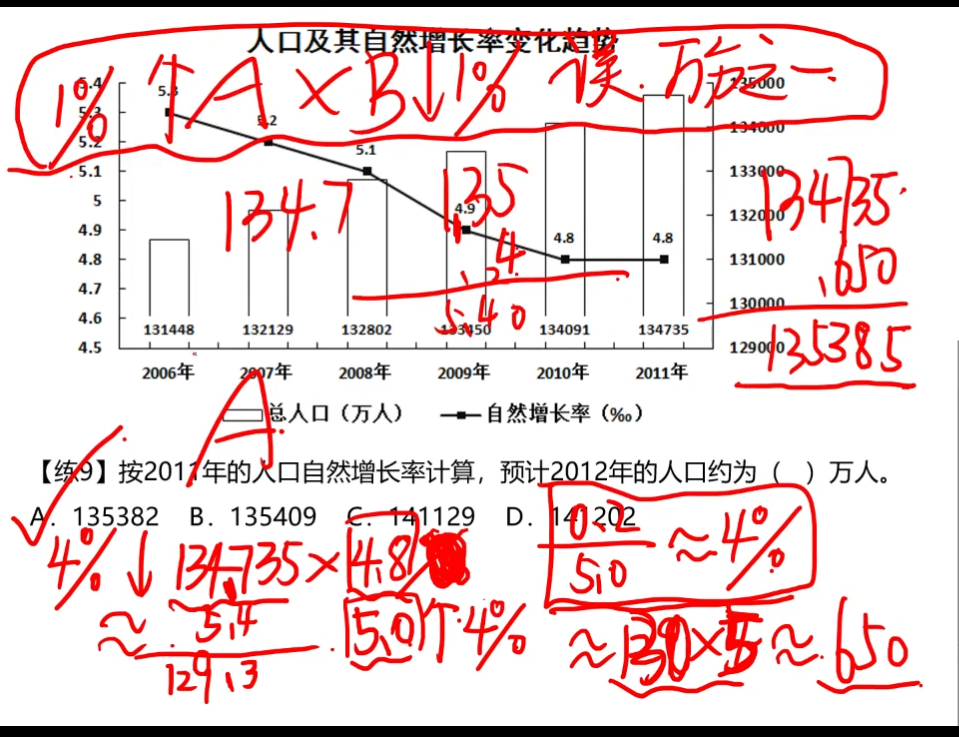 人口及其自然增长率变化趋势
1% ↑ A × B ↓ 1% 误.万分之一
5.4 135000
5.3 5.3
5.2 5.2 134000
5.1 5.1 133000
5 134.7 135 134735
4.9 4.9 132000
4.8 4.8 4.8 131000
.4 .650
4.7 130000
4.6 5.40
131448 132129 132802 133450 134091 134735
4.5 129000 135385
2006年 2007年 2008年 2009年 2010年 2011年
总人口（万人） 自然增长率（‰）
A
【练9】按2011年的人口自然增长率计算，预计2012年的人口约为（ ）万人。
A. 135382 B. 135409 C. 141129 D. 141202
4% ↓ 134.735 × 4.8 0.2 ≈ 4%
5.4 5.0 ↑ 4% 5.0
≈ 129.3 ≈ 130 × 5 ≈ 650